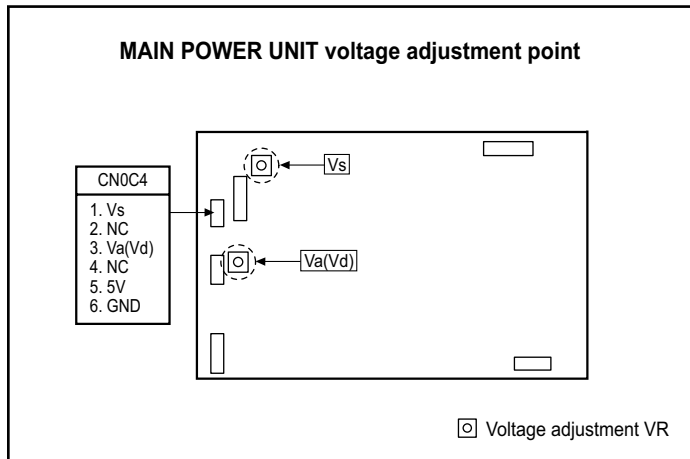 MAIN POWER UNIT voltage adjustment point
Vs
CN0C4
1. Vs
2. NC
3. Va(Vd)
4. NC
5. 5V
6. GND
Va(Vd)
Voltage adjustment VR